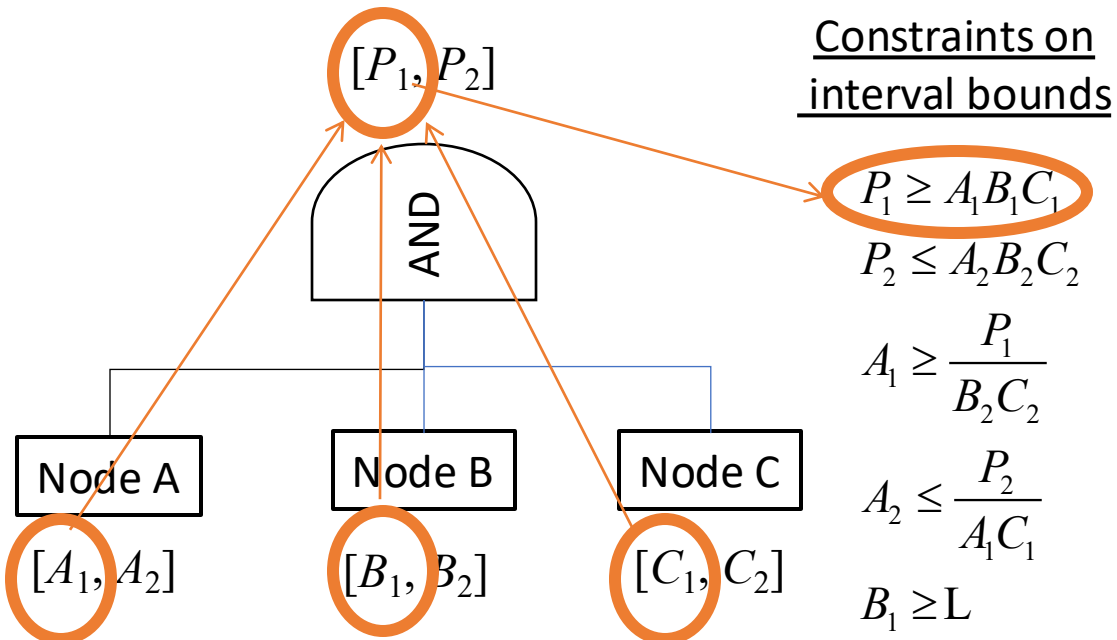 [P₁, P₂]
Constraints on
interval bounds
AND
P₁ ≥ A₁B₁C₁
P₂ ≤ A₂B₂C₂
A₁ ≥ P₁ / B₂C₂
A₂ ≤ P₂ / A₁C₁
B₁ ≥ L
Node A
Node B
Node C
[A₁, A₂]
[B₁, B₂]
[C₁, C₂]